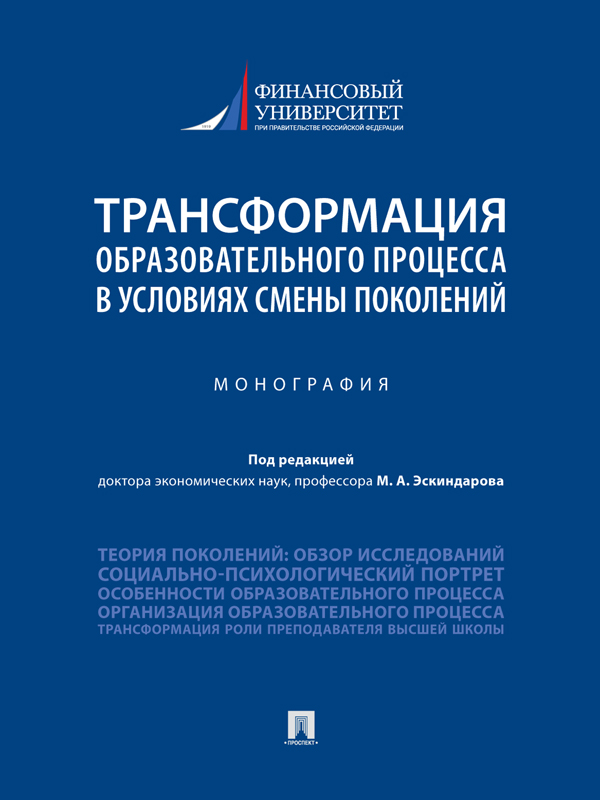 ФИНАНСОВЫЙ
УНИВЕРСИТЕТ
ПРИ ПРАВИТЕЛЬСТВЕ РОССИЙСКОЙ ФЕДЕРАЦИИ
1919
ТРАНСФОРМАЦИЯ
ОБРАЗОВАТЕЛЬНОГО ПРОЦЕССА
В УСЛОВИЯХ СМЕНЫ ПОКОЛЕНИЙ
МОНОГРАФИЯ
Под редакцией
доктора экономических наук, профессора М. А. Эскиндарова
ТЕОРИЯ ПОКОЛЕНИЙ: ОБЗОР ИССЛЕДОВАНИЙ
СОЦИАЛЬНО-ПСИХОЛОГИЧЕСКИЙ ПОРТРЕТ
ОСОБЕННОСТИ ОБРАЗОВАТЕЛЬНОГО ПРОЦЕССА
ОРГАНИЗАЦИЯ ОБРАЗОВАТЕЛЬНОГО ПРОЦЕССА
ТРАНСФОРМАЦИЯ РОЛИ ПРЕПОДАВАТЕЛЯ ВЫСШЕЙ ШКОЛЫ
• ПРОСПЕКТ •